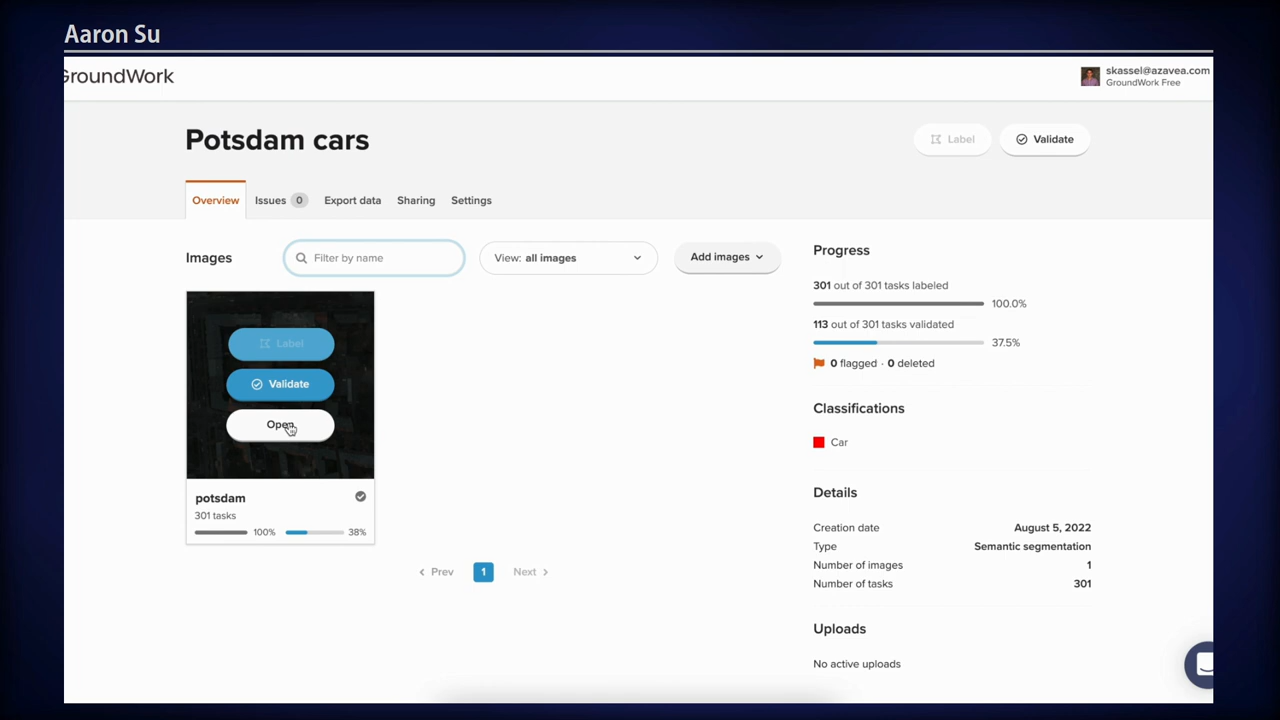 Aaron Su
GroundWork
skassel@azavea.com
GroundWork Free
Potsdam cars
Label
Validate
Overview
Issues 0
Export data
Sharing
Settings
Images
Filter by name
View: all images
Add images
Label
Validate
Open
potsdam
301 tasks
100% 38%
Prev 1 Next
Progress
301 out of 301 tasks labeled
100.0%
113 out of 301 tasks validated
37.5%
0 flagged · 0 deleted
Classifications
Car
Details
Creation date August 5, 2022
Type Semantic segmentation
Number of images 1
Number of tasks 301
Uploads
No active uploads